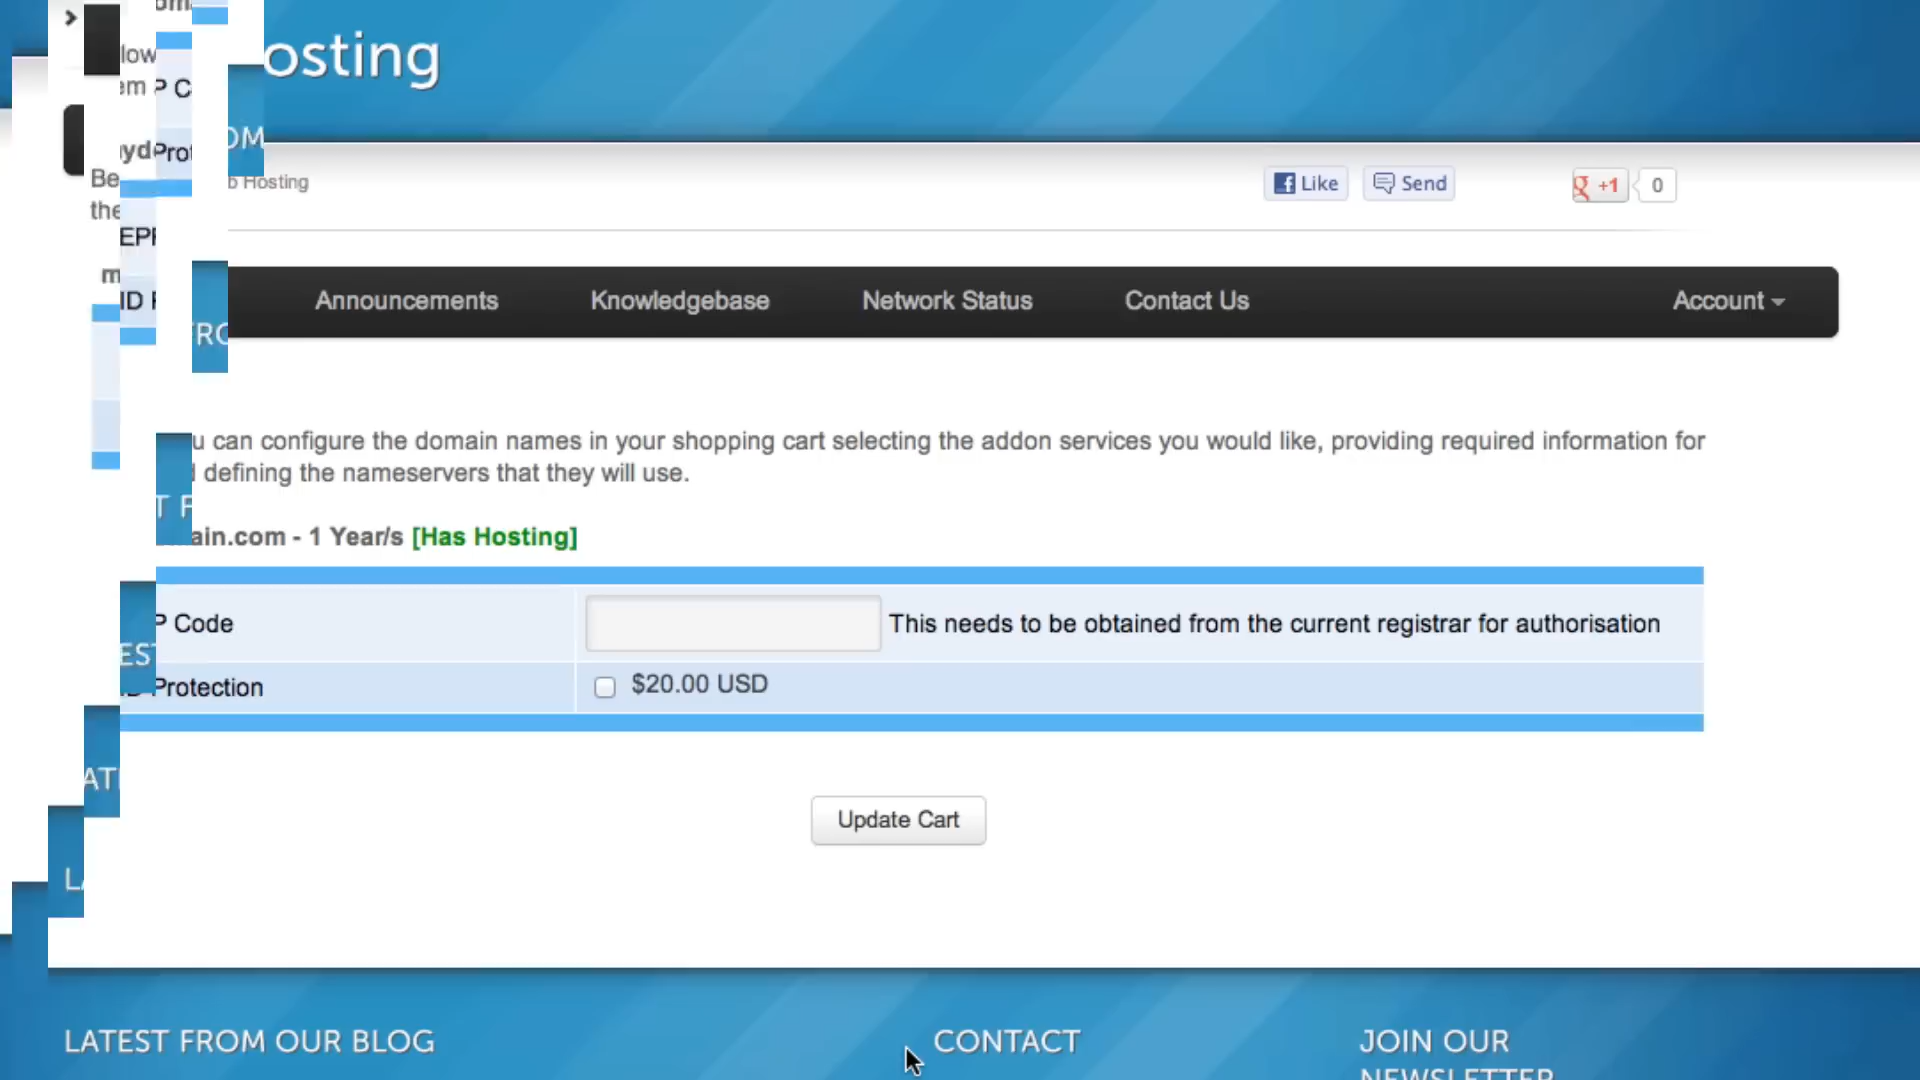 osting
b Hosting
Like
Send
+1
0
Announcements
Knowledgebase
Network Status
Contact Us
Account
u can configure the domain names in your shopping cart selecting the addon services you would like, providing required information for
defining the nameservers that they will use.
ain.com - 1 Year/s [Has Hosting]
P Code
This needs to be obtained from the current registrar for authorisation
Protection
$20.00 USD
Update Cart
LATEST FROM OUR BLOG
CONTACT
JOIN OUR
NEWSLETTER